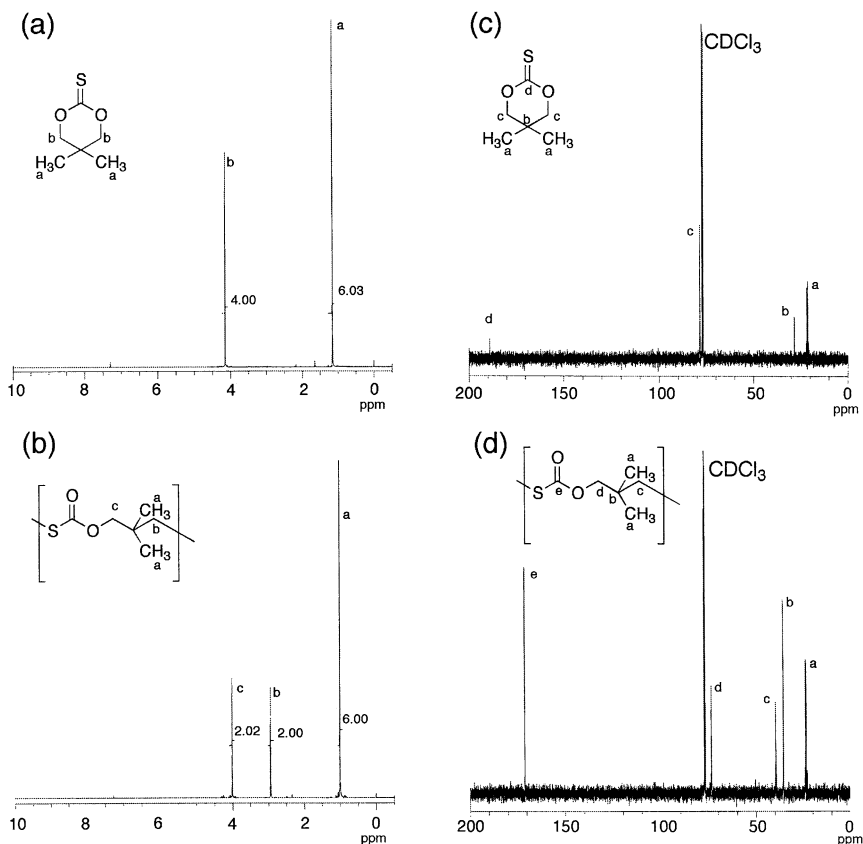 (a)
a
S
O O
b b
H₃C CH₃
a a
b
4.00
6.03
10 8 6 4 2 0
ppm
(c)
CDCl₃
S
d
O O
c b c
H₃C CH₃
a a
c
d
b
a
200 150 100 50 0
ppm
(b)
a
O
c
a
CH₃
S O b
CH₃
a
c
b
2.02
2.00
6.00
10 8 6 4 2 0
ppm
(d)
CDCl₃
O
a
CH₃
S e O d b c
CH₃
a
e
b
a
d
c
200 150 100 50 0
ppm